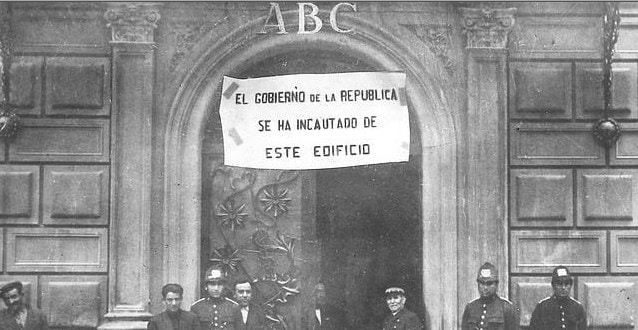 ABC
EL GOBIERNO DE LA REPUBLICA
SE HA INCAUTADO DE
ESTE EDIFICIO